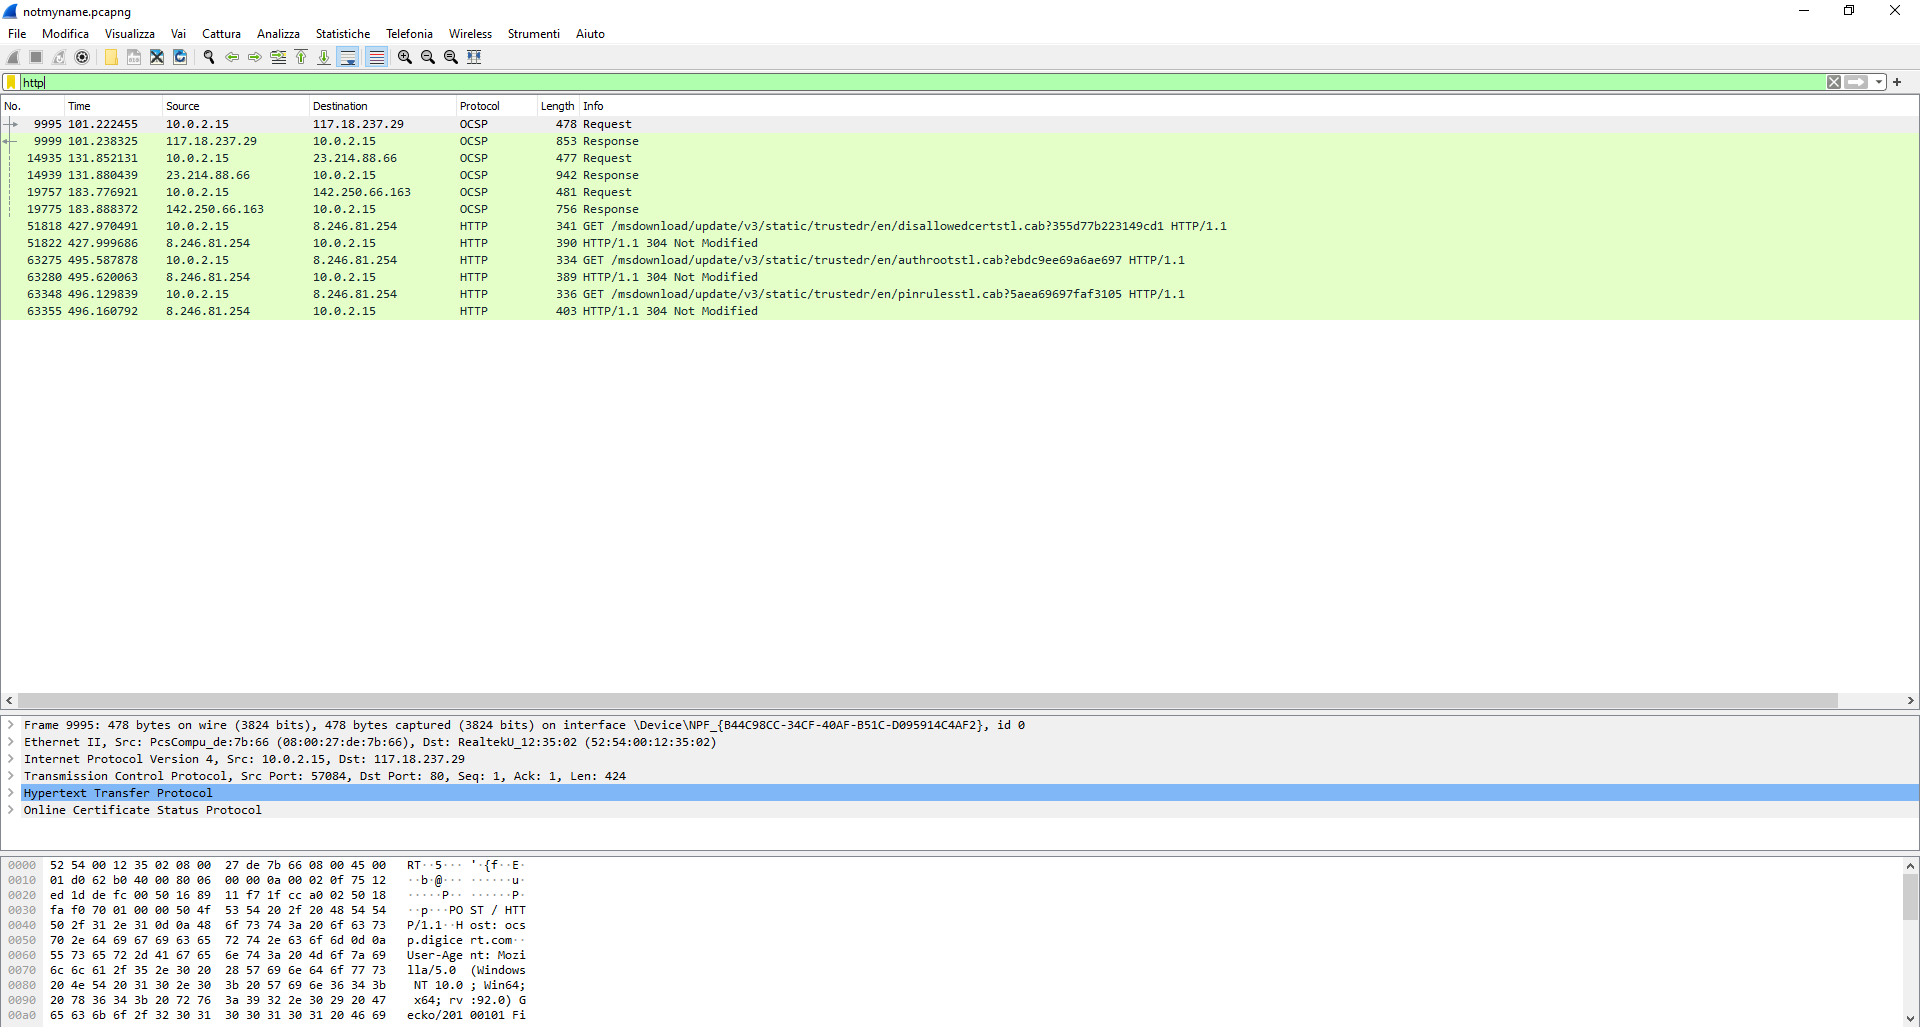 notmyname.pcapng
File Modifica Visualizza Vai Cattura Analizza Statistiche Telefonia Wireless Strumenti Aiuto
http
No. Time Source Destination Protocol Length Info
9995 101.222455 10.0.2.15 117.18.237.29 OCSP 478 Request
9999 101.238325 117.18.237.29 10.0.2.15 OCSP 853 Response
14935 131.852131 10.0.2.15 23.214.88.66 OCSP 477 Request
14939 131.880439 23.214.88.66 10.0.2.15 OCSP 942 Response
19757 183.776921 10.0.2.15 142.250.66.163 OCSP 481 Request
19775 183.888372 142.250.66.163 10.0.2.15 OCSP 756 Response
51818 427.970491 10.0.2.15 8.246.81.254 HTTP 341 GET /msdownload/update/v3/static/trustedr/en/disallowedcertstl.cab?355d77b223149cd1 HTTP/1.1
51822 427.999686 8.246.81.254 10.0.2.15 HTTP 390 HTTP/1.1 304 Not Modified
63275 495.587878 10.0.2.15 8.246.81.254 HTTP 334 GET /msdownload/update/v3/static/trustedr/en/authrootstl.cab?ebdc9ee69a6ae697 HTTP/1.1
63280 495.620063 8.246.81.254 10.0.2.15 HTTP 389 HTTP/1.1 304 Not Modified
63348 496.129839 10.0.2.15 8.246.81.254 HTTP 336 GET /msdownload/update/v3/static/trustedr/en/pinrulesstl.cab?5aea69697faf3105 HTTP/1.1
63355 496.160792 8.246.81.254 10.0.2.15 HTTP 403 HTTP/1.1 304 Not Modified
Frame 9995: 478 bytes on wire (3824 bits), 478 bytes captured (3824 bits) on interface \Device\NPF_{B44C98CC-34CF-40AF-B51C-D095914C4AF2}, id 0
Ethernet II, Src: PcsCompu_de:7b:66 (08:00:27:de:7b:66), Dst: RealtekU_12:35:02 (52:54:00:12:35:02)
Internet Protocol Version 4, Src: 10.0.2.15, Dst: 117.18.237.29
Transmission Control Protocol, Src Port: 57084, Dst Port: 80, Seq: 1, Ack: 1, Len: 424
Hypertext Transfer Protocol
Online Certificate Status Protocol
0000 52 54 00 12 35 02 08 00 27 de 7b 66 08 00 45 00 RT··5··· '·{f··E·
0010 01 d0 62 b0 40 00 80 06 00 00 0a 00 02 0f 75 12 ··b·@··· ······u·
0020 ed 1d de fc 00 50 16 89 11 f7 1f cc a0 02 50 18 ·····P·· ······P·
0030 fa f0 70 01 00 00 50 4f 53 54 20 2f 20 48 54 54 ··p···PO ST / HTT
0040 50 2f 31 2e 31 0d 0a 48 6f 73 74 3a 20 6f 63 73 P/1.1··H ost: ocs
0050 70 2e 64 69 67 69 63 65 72 74 2e 63 6f 6d 0d 0a p.digice rt.com··
0060 55 73 65 72 2d 41 67 65 6e 74 3a 20 4d 6f 7a 69 User-Age nt: Mozi
0070 6c 6c 61 2f 35 2e 30 20 28 57 69 6e 64 6f 77 73 lla/5.0 (Windows
0080 20 4e 54 20 31 30 2e 30 3b 20 57 69 6e 36 34 3b NT 10.0 ; Win64;
0090 20 78 36 34 3b 20 72 76 3a 39 32 2e 30 29 20 47 x64; rv :92.0) G
00a0 65 63 6b 6f 2f 32 30 31 30 30 31 30 31 20 46 69 ecko/201 00101 Fi